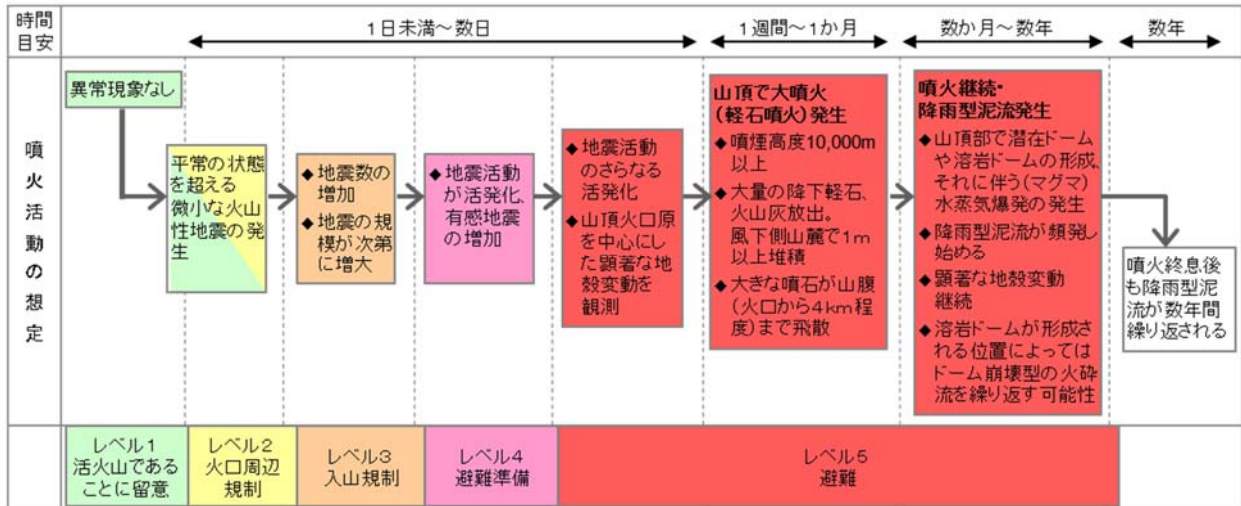 時間
目安
1日未満～数日
1週間～1か月
数か月～数年
数年
噴火活動の想定
異常現象なし
平常の状態
を超える
微小な火山
性地震の発
生
◆地震数の
増加
◆地震の規
模が次第
に増大
◆地震活動
が活発化、
有感地震
の増加
◆地震活動
のさらなる
活発化
◆山頂火口原
を中心にし
た顕著な地
殻変動を
観測
山頂で大噴火
(軽石噴火)発生
◆噴煙高度10,000m
以上
◆大量の降下軽石、
火山灰放出。
風下側山麓で1m
以上堆積
◆大きな噴石が山腹
(火口から4km程
度)まで飛散
噴火継続・
降雨型泥流発生
◆山頂部で潜在ドーム
や溶岩ドームの形成、
それに伴う(マグマ)
水蒸気爆発の発生
◆降雨型泥流が頻発し
始める
◆顕著な地殻変動
継続
◆溶岩ドームが形成さ
れる位置によっては
ドーム崩壊型の火砕
流を繰り返す可能性
噴火終息後
も降雨型泥
流が数年間
繰り返される
レベル1
活火山である
ことに留意
レベル2
火口周辺
規制
レベル3
入山規制
レベル4
避難準備
レベル5
避難